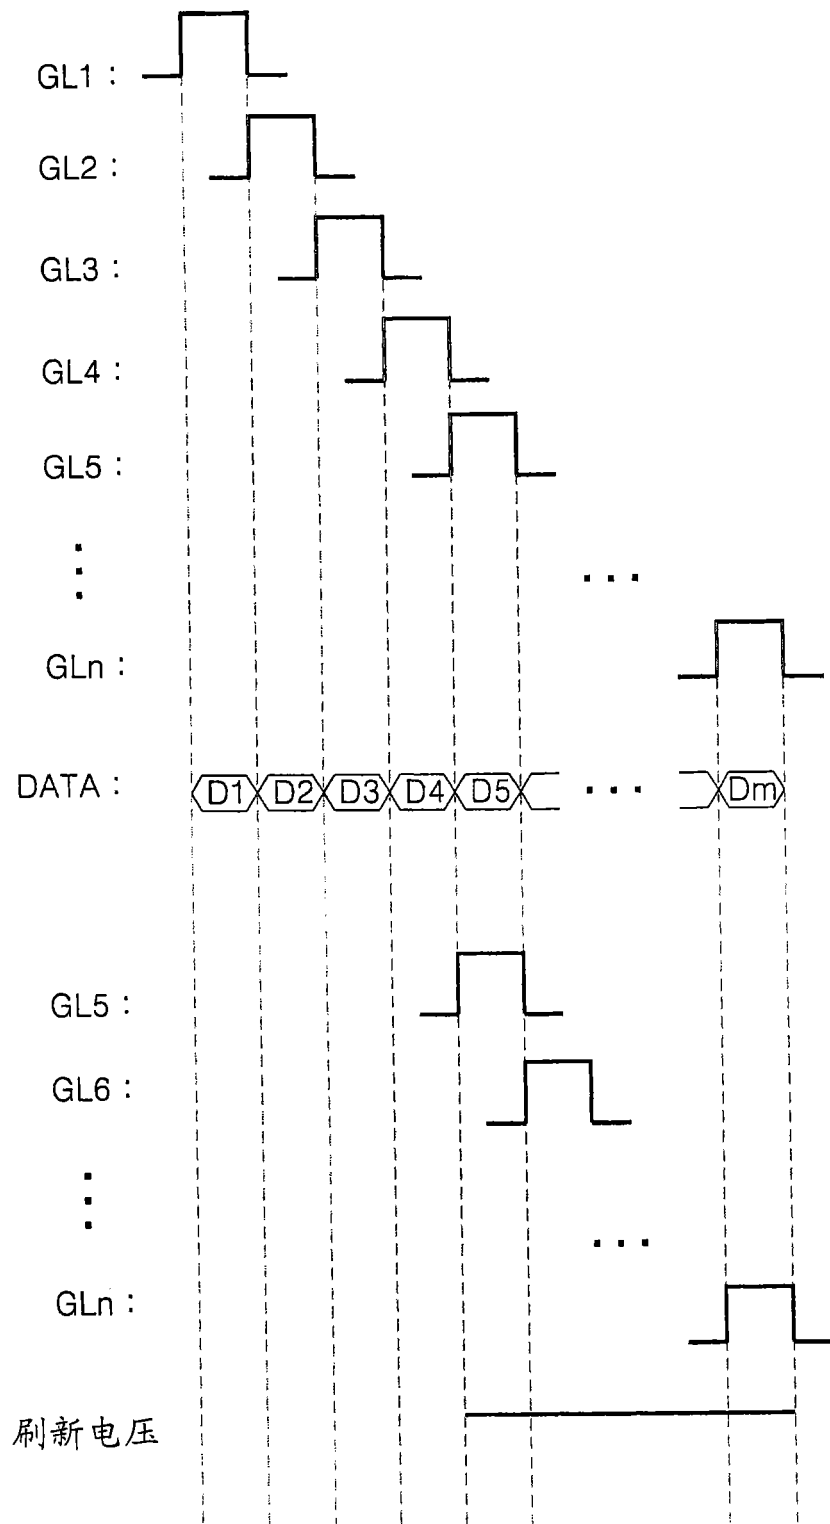 GL1 :
GL2 :
GL3 :
GL4 :
GL5 :
⋮
...
GLn :
DATA : D1 D2 D3 D4 D5 ... Dm
GL5 :
GL6 :
⋮
...
GLn :
刷新电压